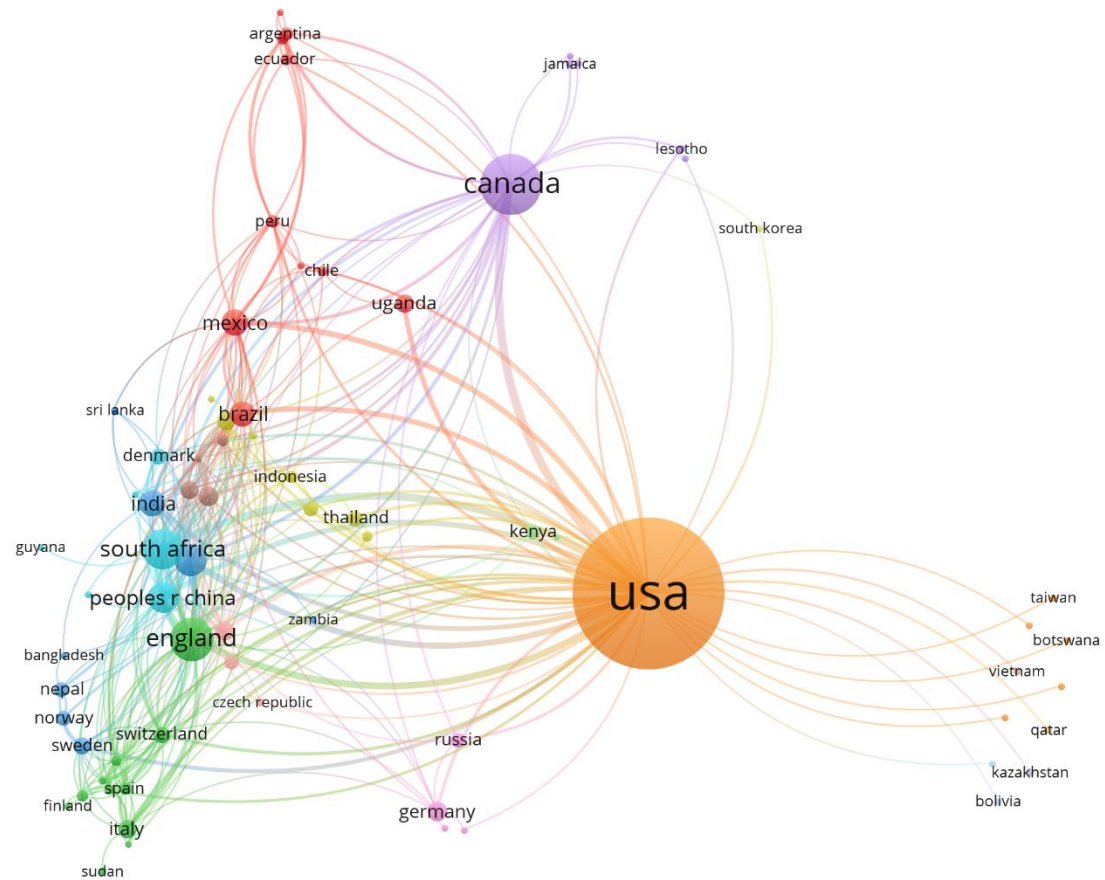 argentina
ecuador
jamaica
lesotho
canada
peru
south korea
chile
uganda
mexico
sri lanka
brazil
denmark
indonesia
india
thailand
kenya
guyana
south africa
usa
peoples r china
taiwan
zambia
england
botswana
bangladesh
vietnam
nepal
czech republic
norway
switzerland
qatar
sweden
russia
kazakhstan
spain
bolivia
finland
germany
italy
sudan